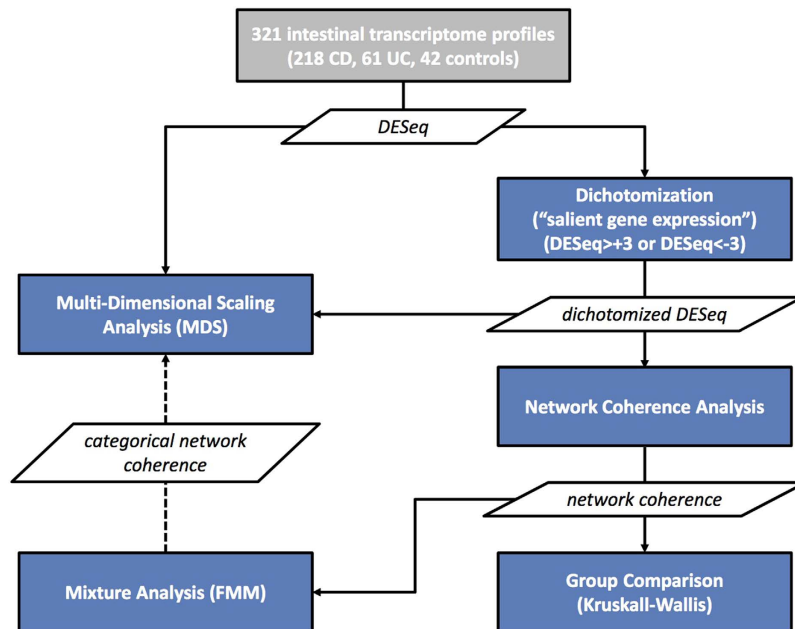 321 intestinal transcriptome profiles
(218 CD, 61 UC, 42 controls)
DESeq
Dichotomization
(“salient gene expression”)
(DESeq>+3 or DESeq<-3)
Multi-Dimensional Scaling
Analysis (MDS)
dichotomized DESeq
Network Coherence Analysis
categorical network
coherence
network coherence
Mixture Analysis (FMM)
Group Comparison
(Kruskall-Wallis)